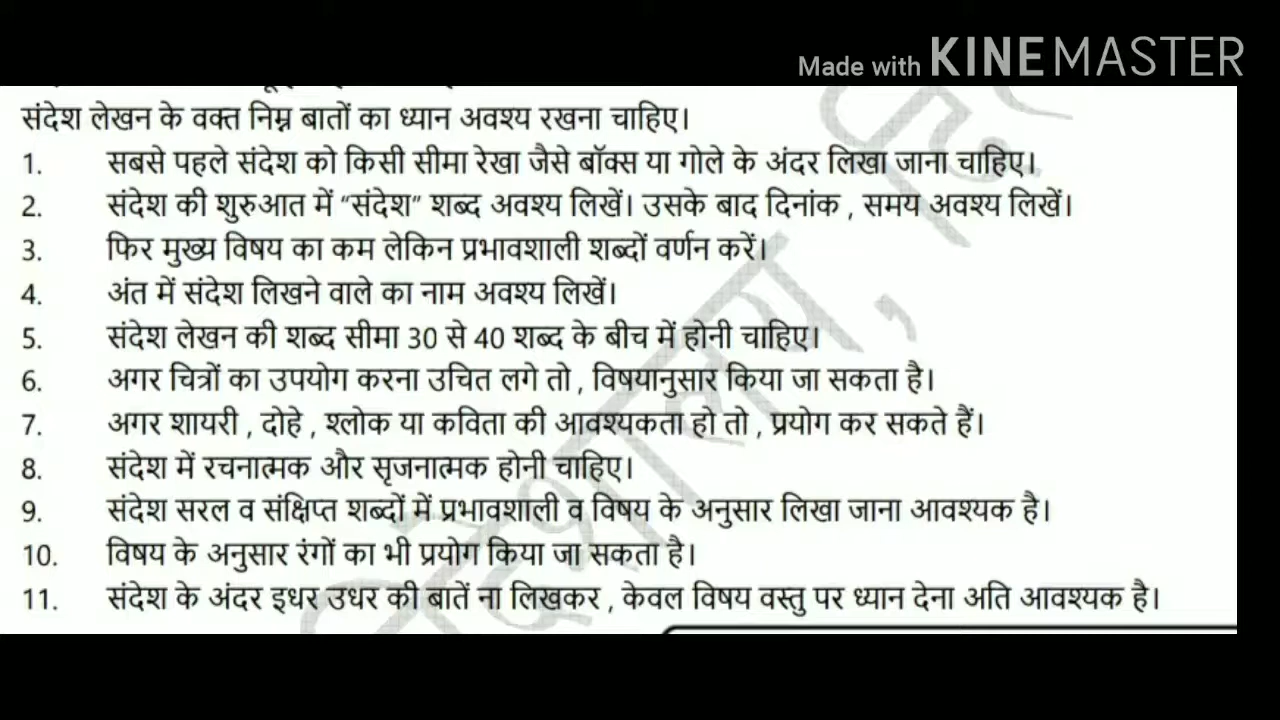 Made with KINEMASTER
संदेश लेखन के वक्त निम्न बातों का ध्यान अवश्य रखना चाहिए।
1. सबसे पहले संदेश को किसी सीमा रेखा जैसे बॉक्स या गोले के अंदर लिखा जाना चाहिए।
2. संदेश की शुरुआत में “संदेश” शब्द अवश्य लिखें। उसके बाद दिनांक , समय अवश्य लिखें।
3. फिर मुख्य विषय का कम लेकिन प्रभावशाली शब्दों वर्णन करें।
4. अंत में संदेश लिखने वाले का नाम अवश्य लिखें।
5. संदेश लेखन की शब्द सीमा 30 से 40 शब्द के बीच में होनी चाहिए।
6. अगर चित्रों का उपयोग करना उचित लगे तो , विषयानुसार किया जा सकता है।
7. अगर शायरी , दोहे , श्लोक या कविता की आवश्यकता हो तो , प्रयोग कर सकते हैं।
8. संदेश में रचनात्मक और सृजनात्मक होनी चाहिए।
9. संदेश सरल व संक्षिप्त शब्दों में प्रभावशाली व विषय के अनुसार लिखा जाना आवश्यक है।
10. विषय के अनुसार रंगों का भी प्रयोग किया जा सकता है।
11. संदेश के अंदर इधर उधर की बातें ना लिखकर , केवल विषय वस्तु पर ध्यान देना अति आवश्यक है।